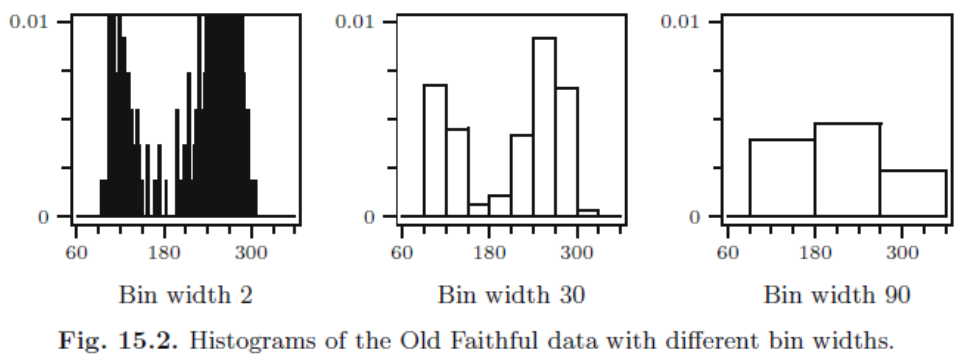 0.01 0.01 0.01
0 0 0
60 180 300 60 180 300 60 180 300
Bin width 2 Bin width 30 Bin width 90
Fig. 15.2. Histograms of the Old Faithful data with different bin widths.